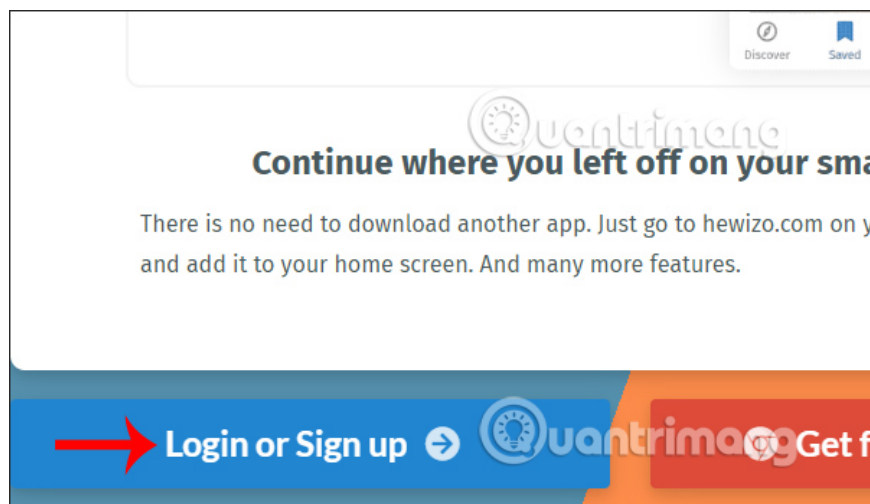 Discover Saved
Quantrimang
Continue where you left off on your sma
There is no need to download another app. Just go to hewizo.com on y
and add it to your home screen. And many more features.
Login or Sign up
Quantrimang
Get f